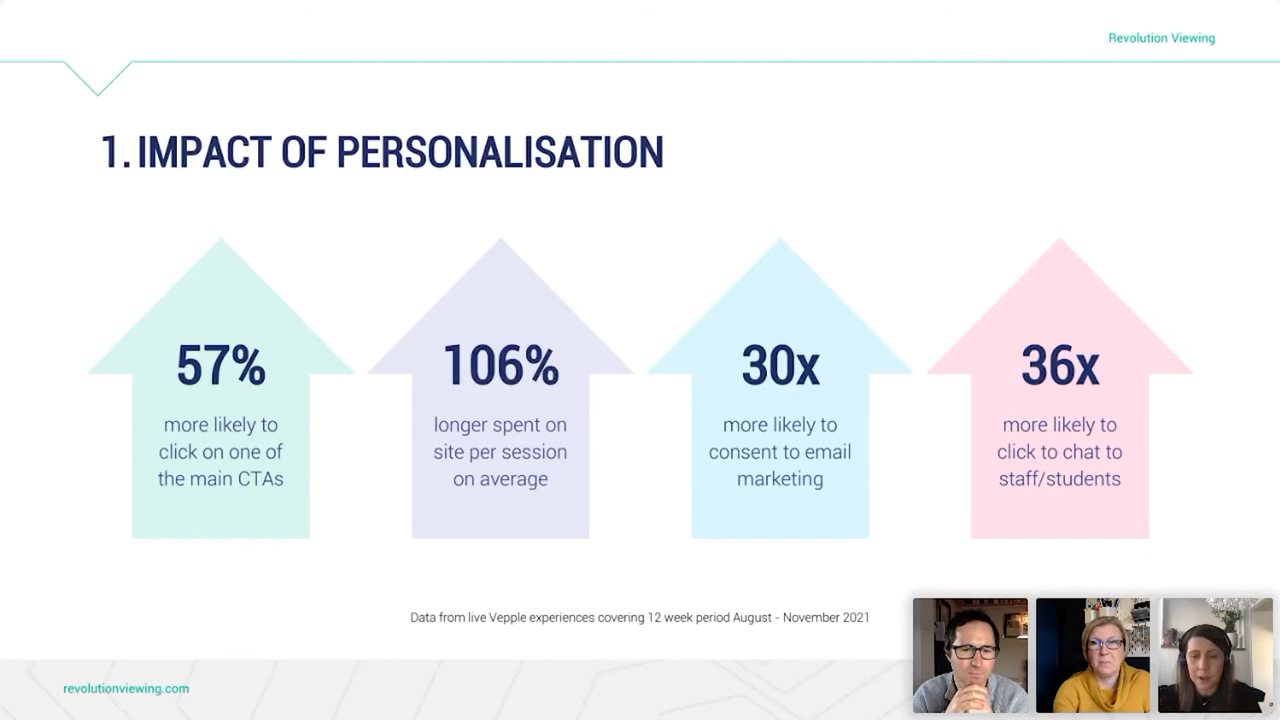 Revolution Viewing
1. IMPACT OF PERSONALISATION
57%
more likely to
click on one of
the main CTAs
106%
longer spent on
site per session
on average
30x
more likely to
consent to email
marketing
36x
more likely to
click to chat to
staff/students
Data from live Vepple experiences covering 12 week period August - November 2021
revolutionviewing.com